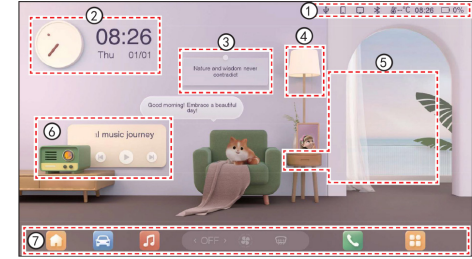 1
--°C 08:26 0%
2
08:26
Thu 01/01
3
Nature and wisdom never
contradict
4
5
Good morning! Embrace a beautiful
day!
6
al music journey
7
OFF